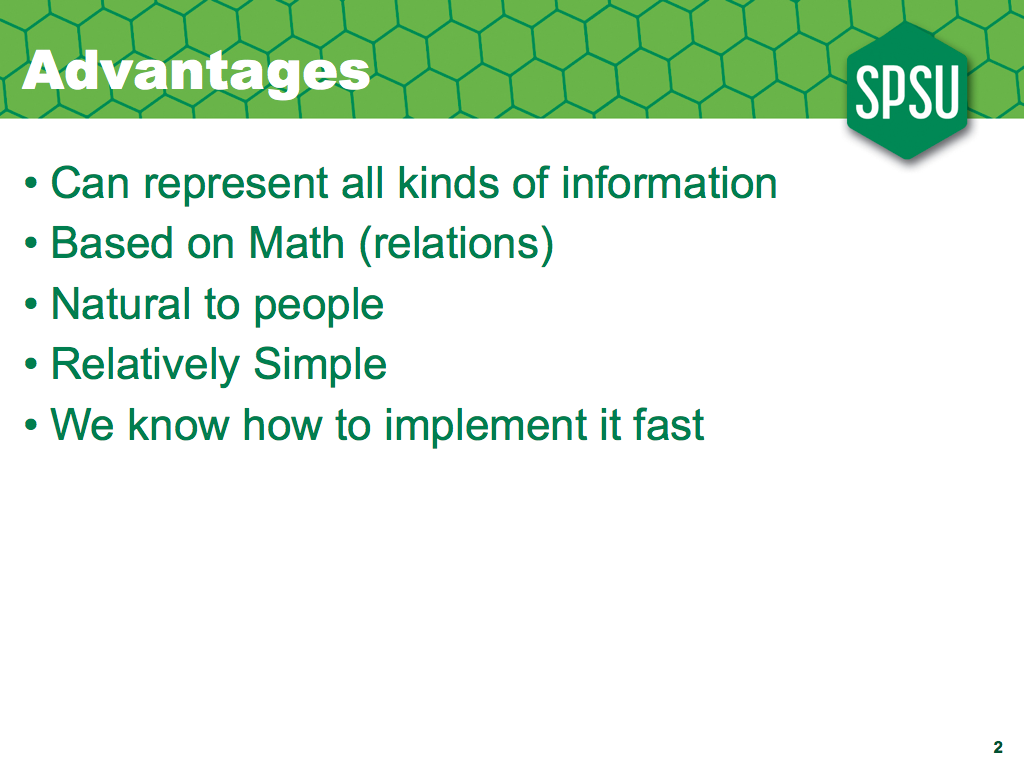 Advantages
SPSU
• Can represent all kinds of information
• Based on Math (relations)
• Natural to people
• Relatively Simple
• We know how to implement it fast
2